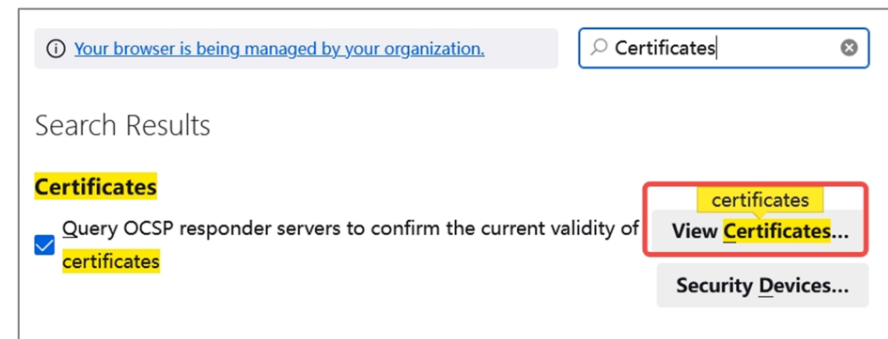 Your browser is being managed by your organization.
Certificates
Search Results
Certificates
Query OCSP responder servers to confirm the current validity of
certificates
certificates
View Certificates...
Security Devices...